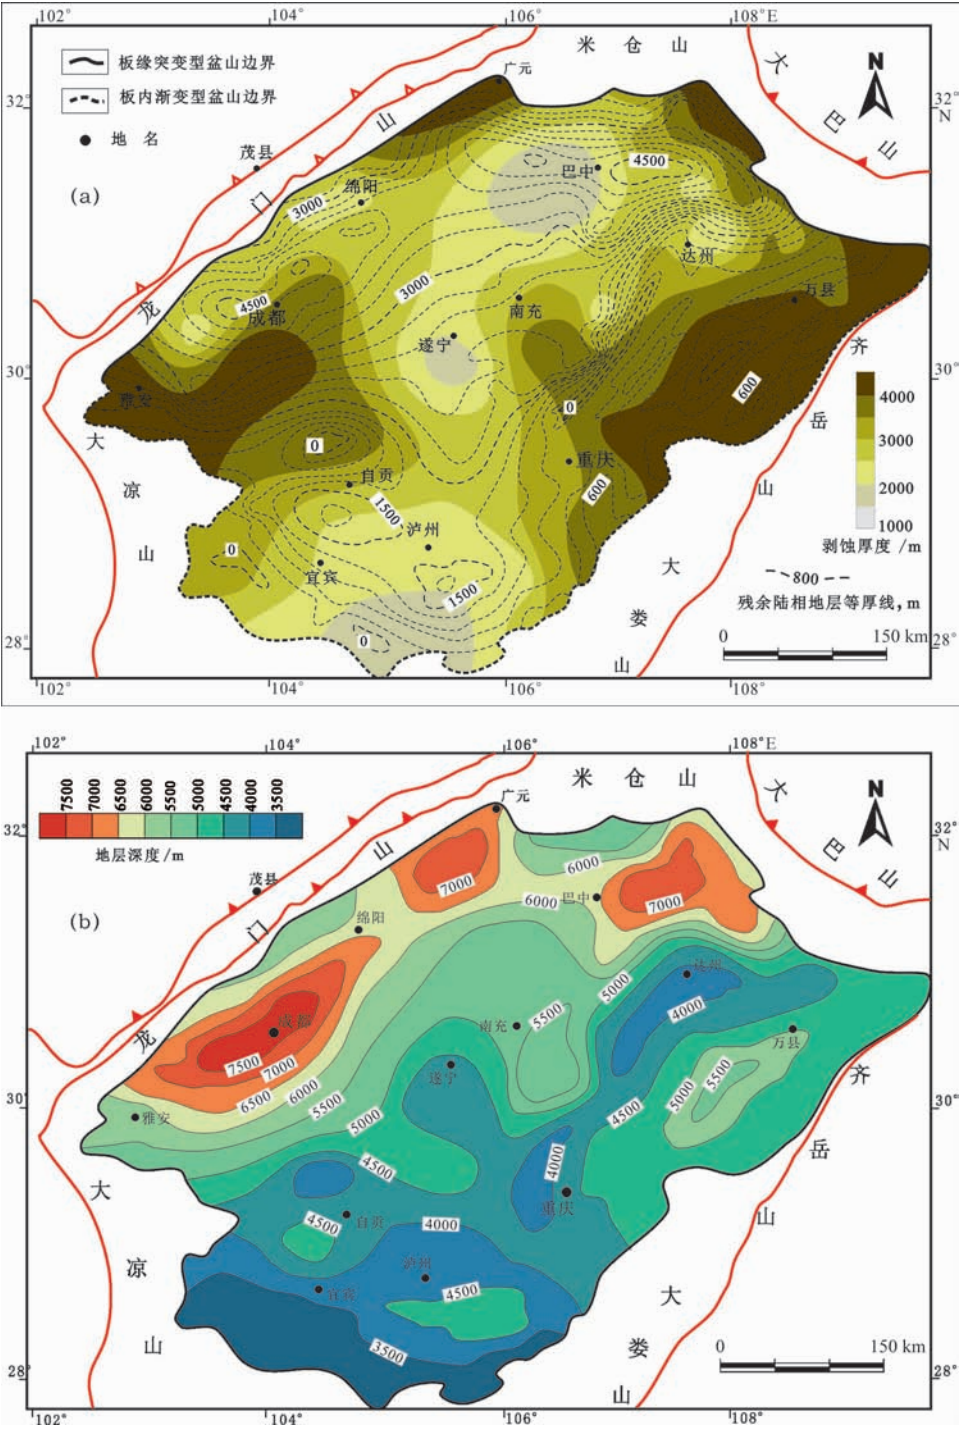 102°
104°
106°
108°E
板缘突变型盆山边界
板内渐变型盆山边界
地 名
(a)
米 仓 山
大 巴 山
N
广元
32°
32°
N
茂县
龙 门 山
绵阳
3000
巴中
4500
达州
3000
4500
成都
南充
万县
遂宁
30°
30°
雅安
600
0
0
重庆
自贡
600
1500
泸州
0
宜宾
1500
0
大 凉 山
齐 岳 山
大 娄 山
4000
3000
2000
1000
剥蚀厚度 /m
800
残余陆相地层等厚线, m
0
150 km
28°
28°
102°
104°
106°
108°
102°
104°
106°
108°E
7500
7000
6500
6000
5500
5000
4500
4000
3500
地层深度/m
(b)
米 仓 山
大 巴 山
N
广元
32°
32°
N
茂县
龙 门 山
6000
7000
6000
巴中
7000
绵阳
达州
5000
4000
成都
南充
5500
万县
7500
7000
遂宁
5500
5000
6500
6000
5500
5000
4500
30°
30°
雅安
4500
4000
重庆
自贡
4500
4000
泸州
宜宾
4500
3500
大 凉 山
齐 岳 山
大 娄 山
0
150 km
28°
28°
102°
104°
106°
108°